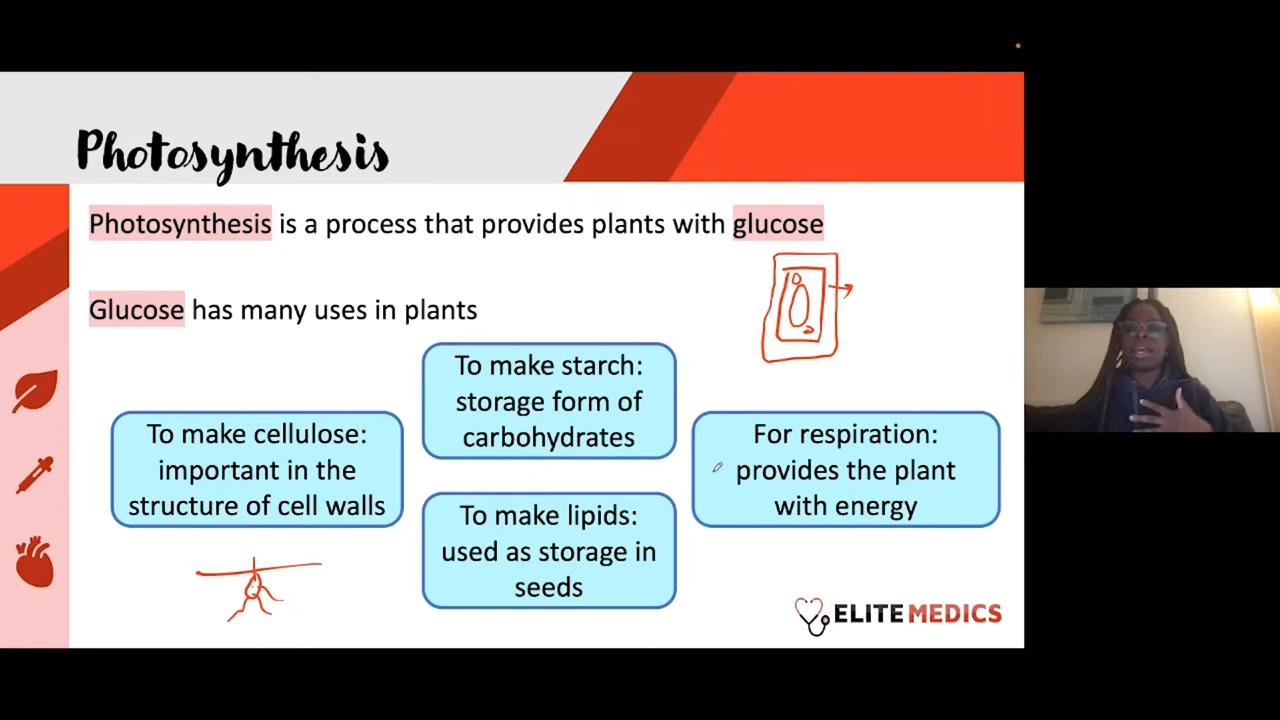 Photosynthesis
Photosynthesis is a process that provides plants with glucose
Glucose has many uses in plants
To make starch:
storage form of
carbohydrates
To make cellulose:
important in the
structure of cell walls
For respiration:
provides the plant
with energy
To make lipids:
used as storage in
seeds
ELITE MEDICS